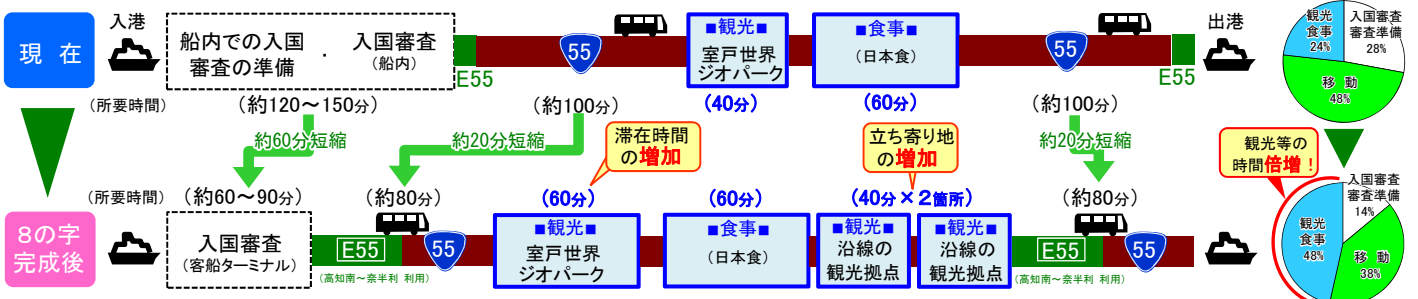 現 在
入港
船内での入国
審査の準備
・
入国審査
(船内)
E55
55
■観光■
室戸世界
ジオパーク
■食事■
(日本食)
55
E55
出港
観光
食事
24%
入国審査
審査準備
28%
移 動
48%
(所要時間)
(約120～150分)
(約100分)
(40分)
(60分)
(約100分)
約60分短縮
約20分短縮
滞在時間
の増加
立ち寄り地
の増加
約20分短縮
観光等の
時間倍増!
(所要時間)
(約60～90分)
(約80分)
(60分)
(60分)
(40分×2箇所)
(約80分)
8の字
完成後
入国審査
(客船ターミナル)
E55
(高知南～奈半利 利用)
55
■観光■
室戸世界
ジオパーク
■食事■
(日本食)
■観光■
沿線の
観光拠点
■観光■
沿線の
観光拠点
E55
(高知南～奈半利 利用)
55
入国審査
審査準備
14%
観光
食事
48%
移 動
38%